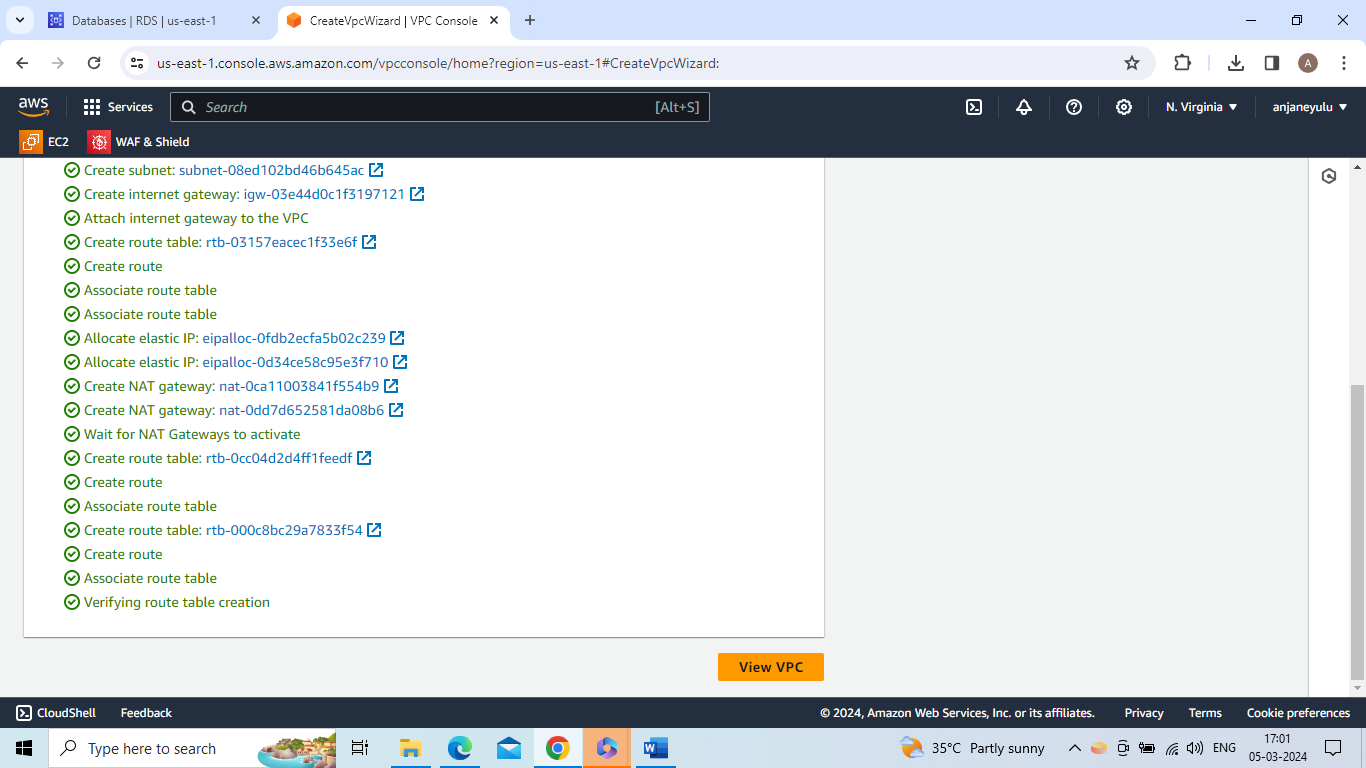 Databases | RDS | us-east-1
CreateVpcWizard | VPC Console
us-east-1.console.aws.amazon.com/vpcconsole/home?region=us-east-1#CreateVpcWizard:
A
aws
Services
Search
[Alt+S]
N. Virginia
anjaneyulu
EC2
WAF & Shield
Create subnet: subnet-08ed102bd46b645ac
Create internet gateway: igw-03e44d0c1f3197121
Attach internet gateway to the VPC
Create route table: rtb-03157eacec1f33e6f
Create route
Associate route table
Associate route table
Allocate elastic IP: eipalloc-0fdb2ecfa5b02c239
Allocate elastic IP: eipalloc-0d34ce58c95e3f710
Create NAT gateway: nat-0ca11003841f554b9
Create NAT gateway: nat-0dd7d652581da08b6
Wait for NAT Gateways to activate
Create route table: rtb-0cc04d2d4ff1feedf
Create route
Associate route table
Create route table: rtb-000c8bc29a7833f54
Create route
Associate route table
Verifying route table creation
View VPC
CloudShell
Feedback
© 2024, Amazon Web Services, Inc. or its affiliates.
Privacy
Terms
Cookie preferences
Type here to search
35°C Partly sunny
ENG
17:01
05-03-2024